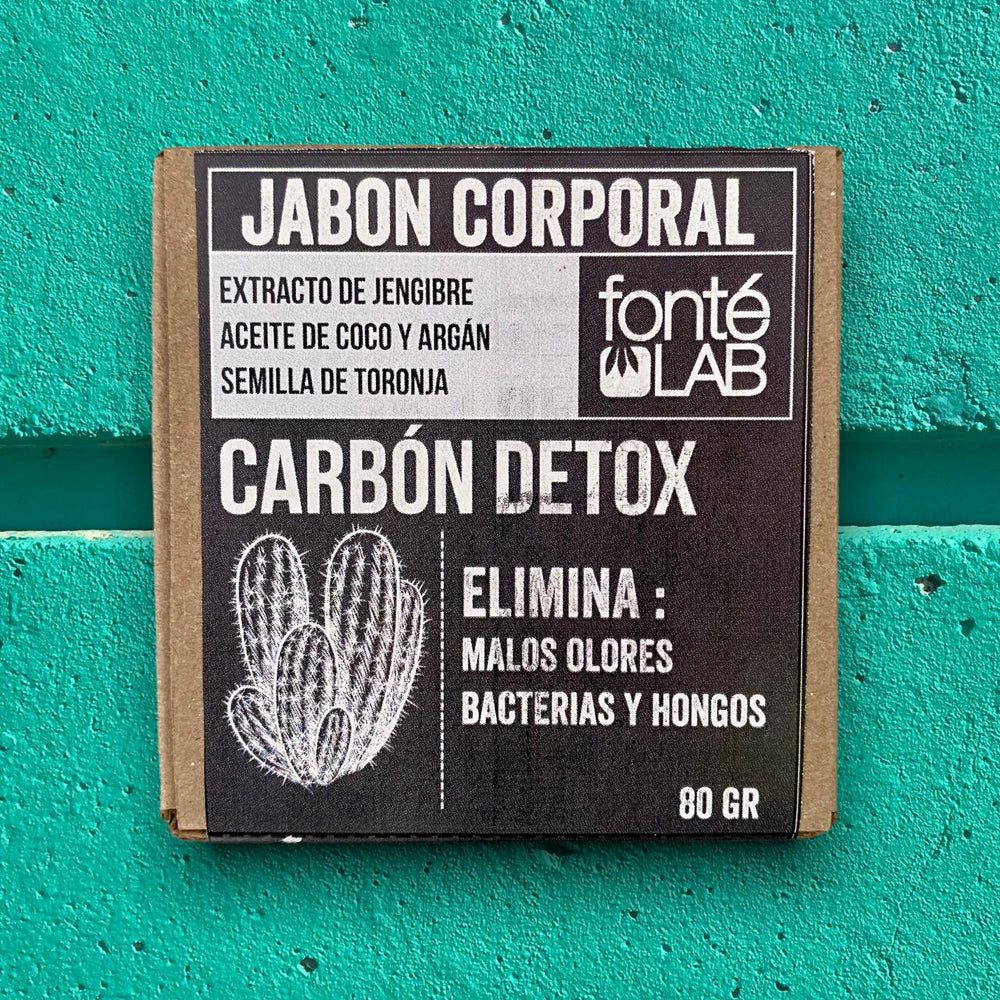 JABON CORPORAL
EXTRACTO DE JENGIBRE
ACEITE DE COCO Y ARGÁN
SEMILLA DE TORONJA
fonté
LAB
CARBÓN DETOX
ELIMINA :
MALOS OLORES
BACTERIAS Y HONGOS
80 GR